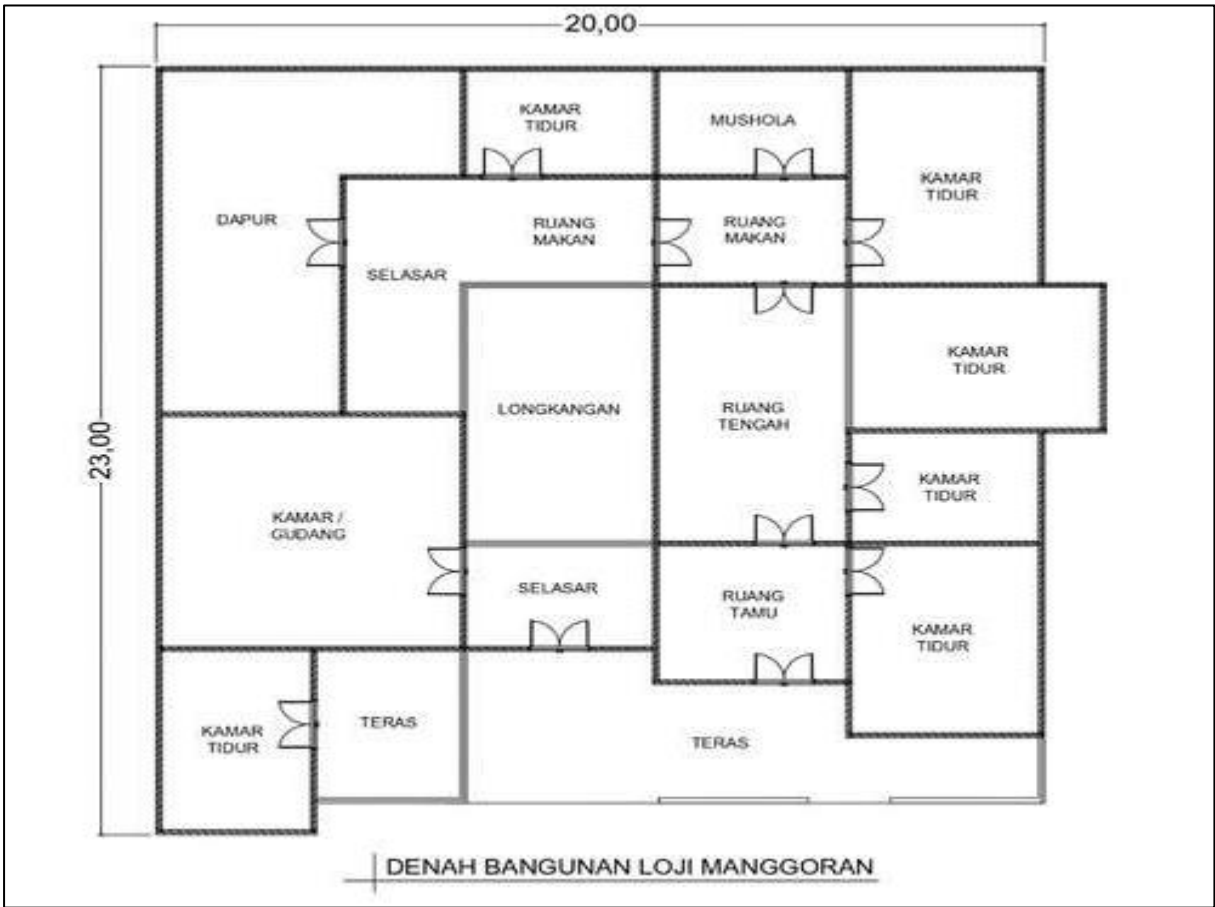 20,00
KAMAR
TIDUR
MUSHOLA
KAMAR
TIDUR
DAPUR
RUANG
MAKAN
RUANG
MAKAN
SELASAR
KAMAR
TIDUR
LONGKANGAN
RUANG
TENGAH
23,00
KAMAR
TIDUR
KAMAR /
GUDANG
SELASAR
RUANG
TAMU
KAMAR
TIDUR
KAMAR
TIDUR
TERAS
TERAS
DENAH BANGUNAN LOJI MANGGORAN